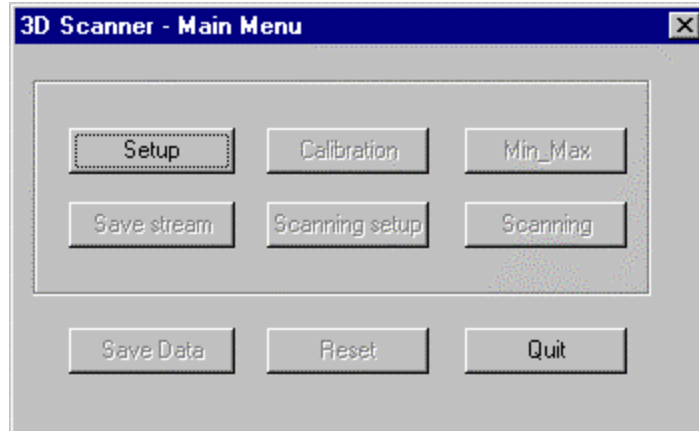 3D Scanner - Main Menu
Setup Calibration Min_Max
Save stream Scanning setup Scanning
Save Data Reset Quit